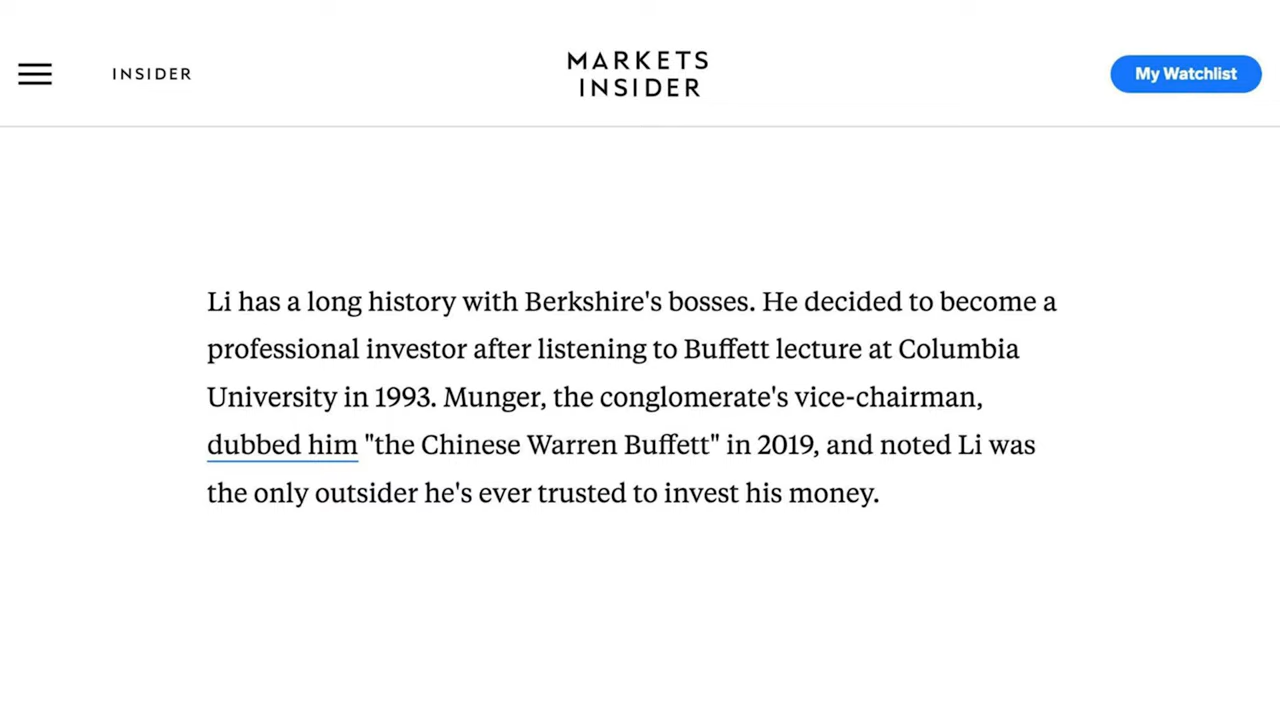 INSIDER
MARKETS
INSIDER
My Watchlist
Li has a long history with Berkshire's bosses. He decided to become a
professional investor after listening to Buffett lecture at Columbia
University in 1993. Munger, the conglomerate's vice-chairman,
dubbed him "the Chinese Warren Buffett" in 2019, and noted Li was
the only outsider he's ever trusted to invest his money.